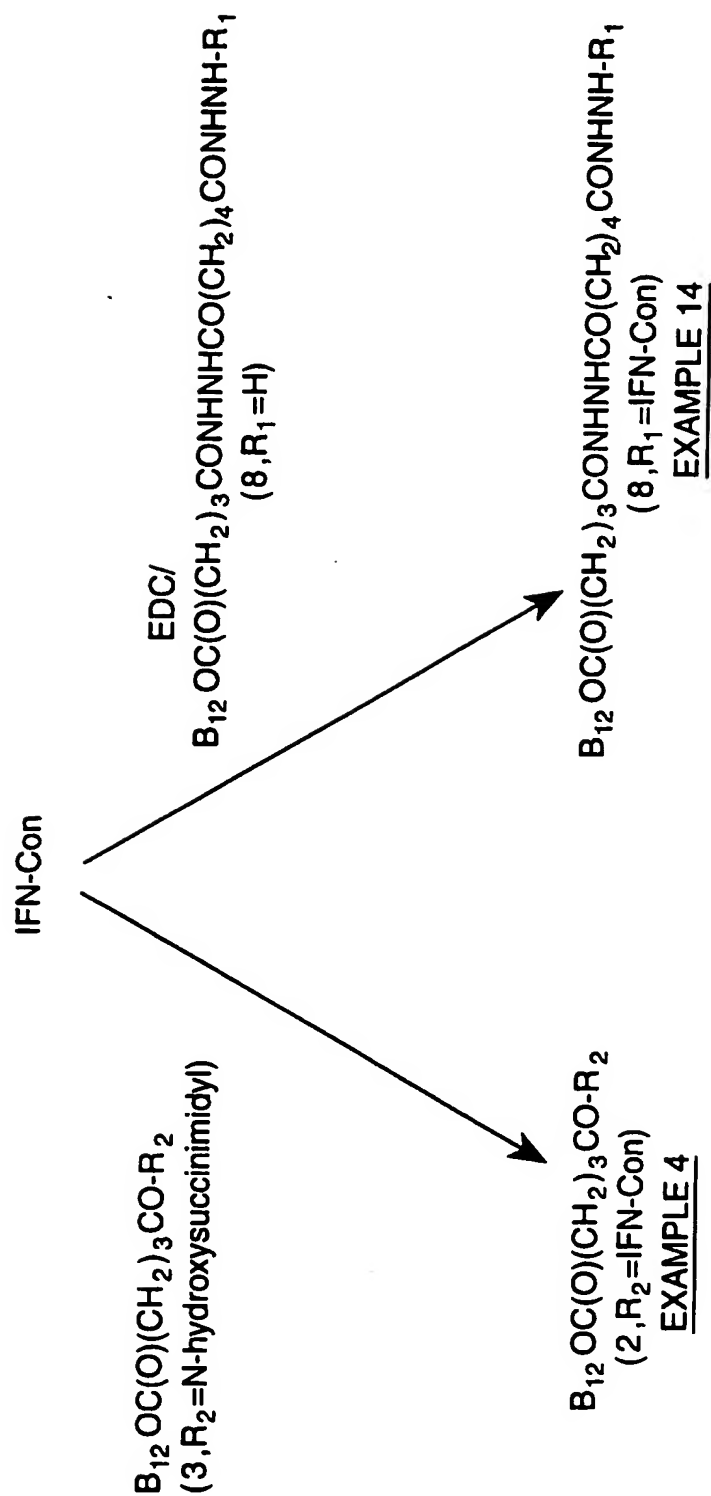 IFN-Con
EDC/
B₁₂OC(O)(CH₂)₃CONHNHCO(CH₂)₄CONHNH-R₁
(8,R₁=H)
B₁₂OC(O)(CH₂)₃CO-R₂
(3,R₂=N-hydroxysuccinimidyl)
B₁₂OC(O)(CH₂)₃CO-R₂
(2,R₂=IFN-Con)
EXAMPLE 4
B₁₂OC(O)(CH₂)₃CONHNHCO(CH₂)₄CONHNH-R₁
(8,R₁=IFN-Con)
EXAMPLE 14